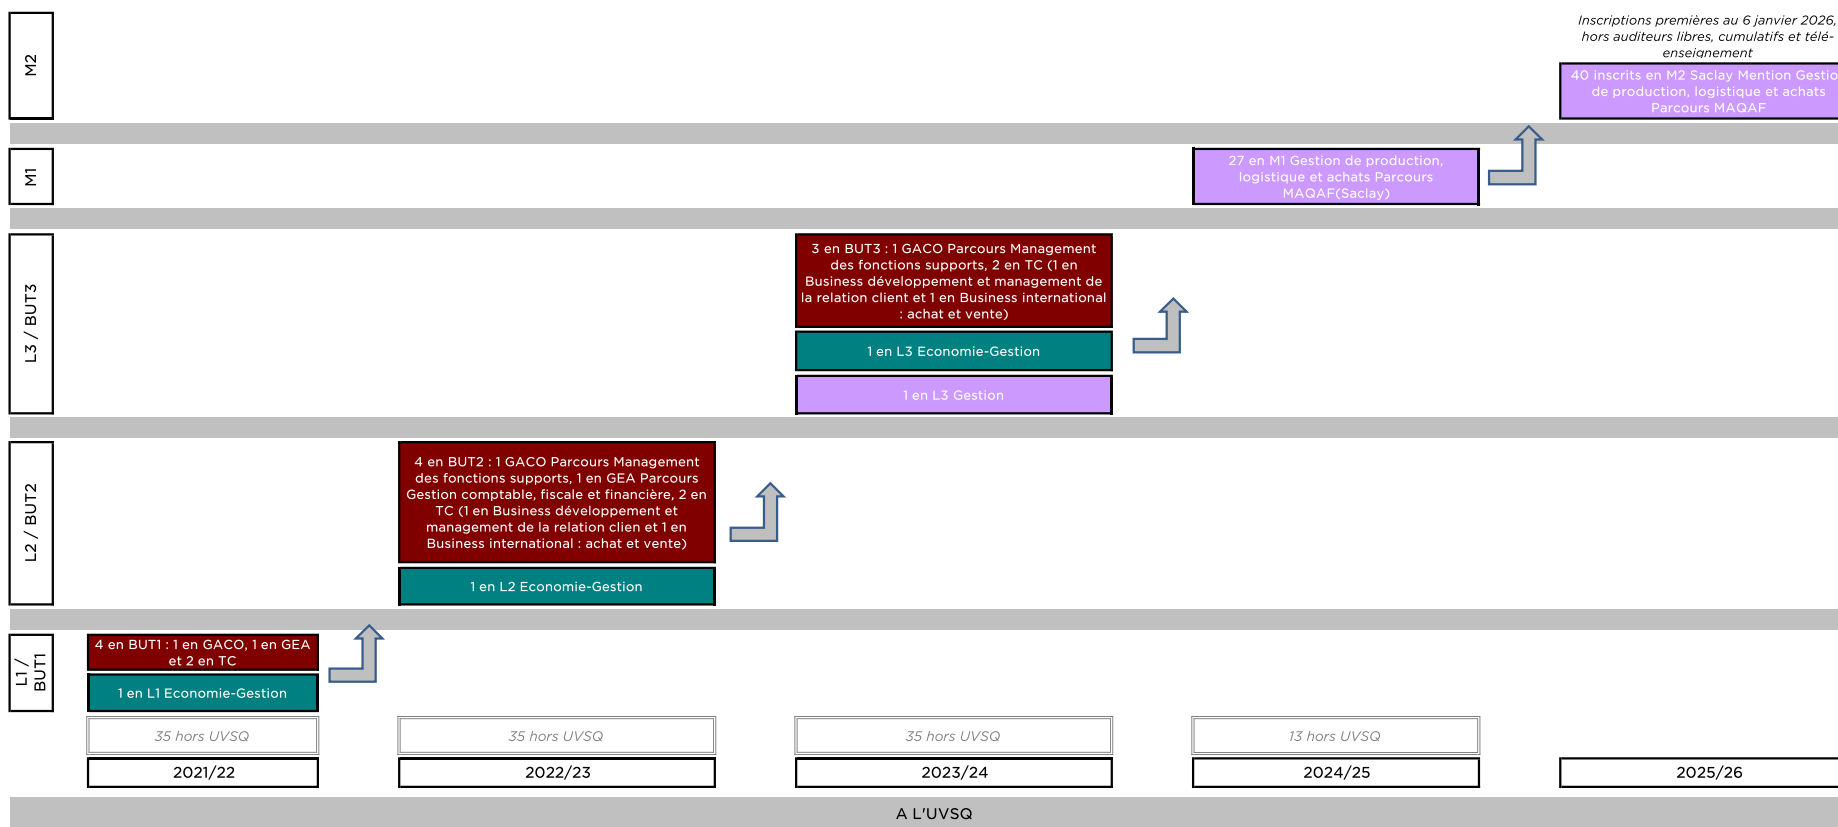 M2
Inscriptions premières au 6 janvier 2026,
hors auditeurs libres, cumulatifs et télé-
enseignement
40 inscrits en M2 Saclay Mention Gestio
de production, logistique et achats
Parcours MAQAF
M1
27 en M1 Gestion de production,
logistique et achats Parcours
MAQAF(Saclay)
L3 / BUT3
3 en BUT3 : 1 GACO Parcours Management
des fonctions supports, 2 en TC (1 en
Business développement et management de
la relation client et 1 en Business international
: achat et vente)
1 en L3 Economie-Gestion
1 en L3 Gestion
L2 / BUT2
4 en BUT2 : 1 GACO Parcours Management
des fonctions supports, 1 en GEA Parcours
Gestion comptable, fiscale et financière, 2 en
TC (1 en Business développement et
management de la relation clien et 1 en
Business international : achat et vente)
1 en L2 Economie-Gestion
L1 /
BUT1
4 en BUT1 : 1 en GACO, 1 en GEA
et 2 en TC
1 en L1 Economie-Gestion
35 hors UVSQ
35 hors UVSQ
35 hors UVSQ
13 hors UVSQ
2021/22
2022/23
2023/24
2024/25
2025/26
A L'UVSQ